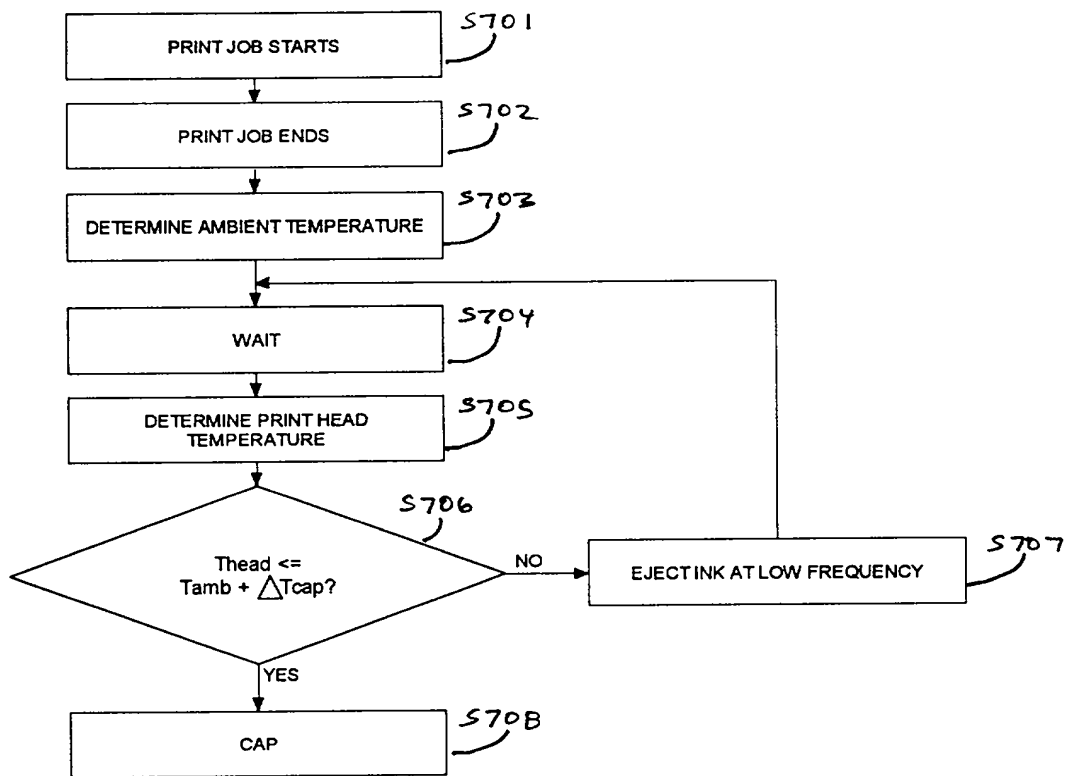 PRINT JOB STARTS
S701
PRINT JOB ENDS
S702
DETERMINE AMBIENT TEMPERATURE
S703
WAIT
S704
DETERMINE PRINT HEAD
TEMPERATURE
S705
S706
Thead <=
Tamb + △Tcap?
NO
EJECT INK AT LOW FREQUENCY
S707
YES
CAP
S708